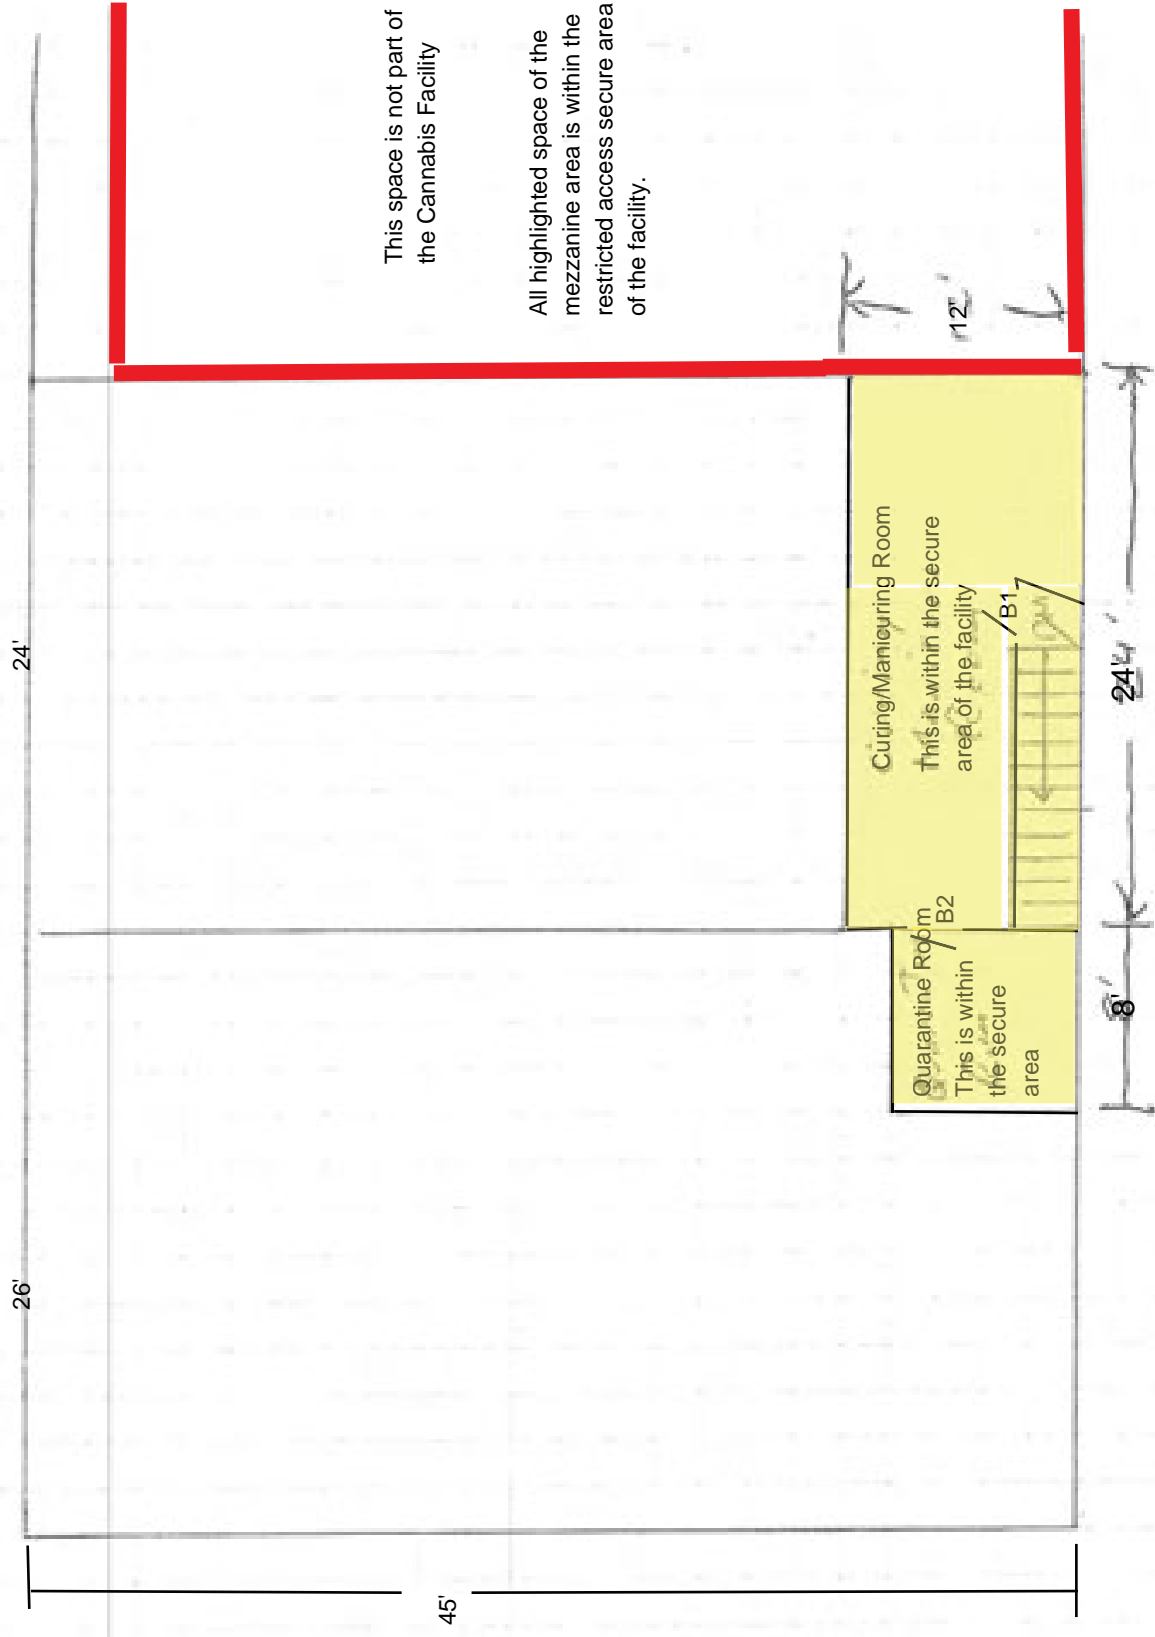 This space is not part of
the Cannabis Facility
All highlighted space of the
mezzanine area is within the
restricted access secure area
of the facility.
24'
26'
45'
12'
Curing/Manicuring Room
This is within the secure
area of the facility
B1
Quarantine Room
B2
This is within
the secure
area
24'
8'